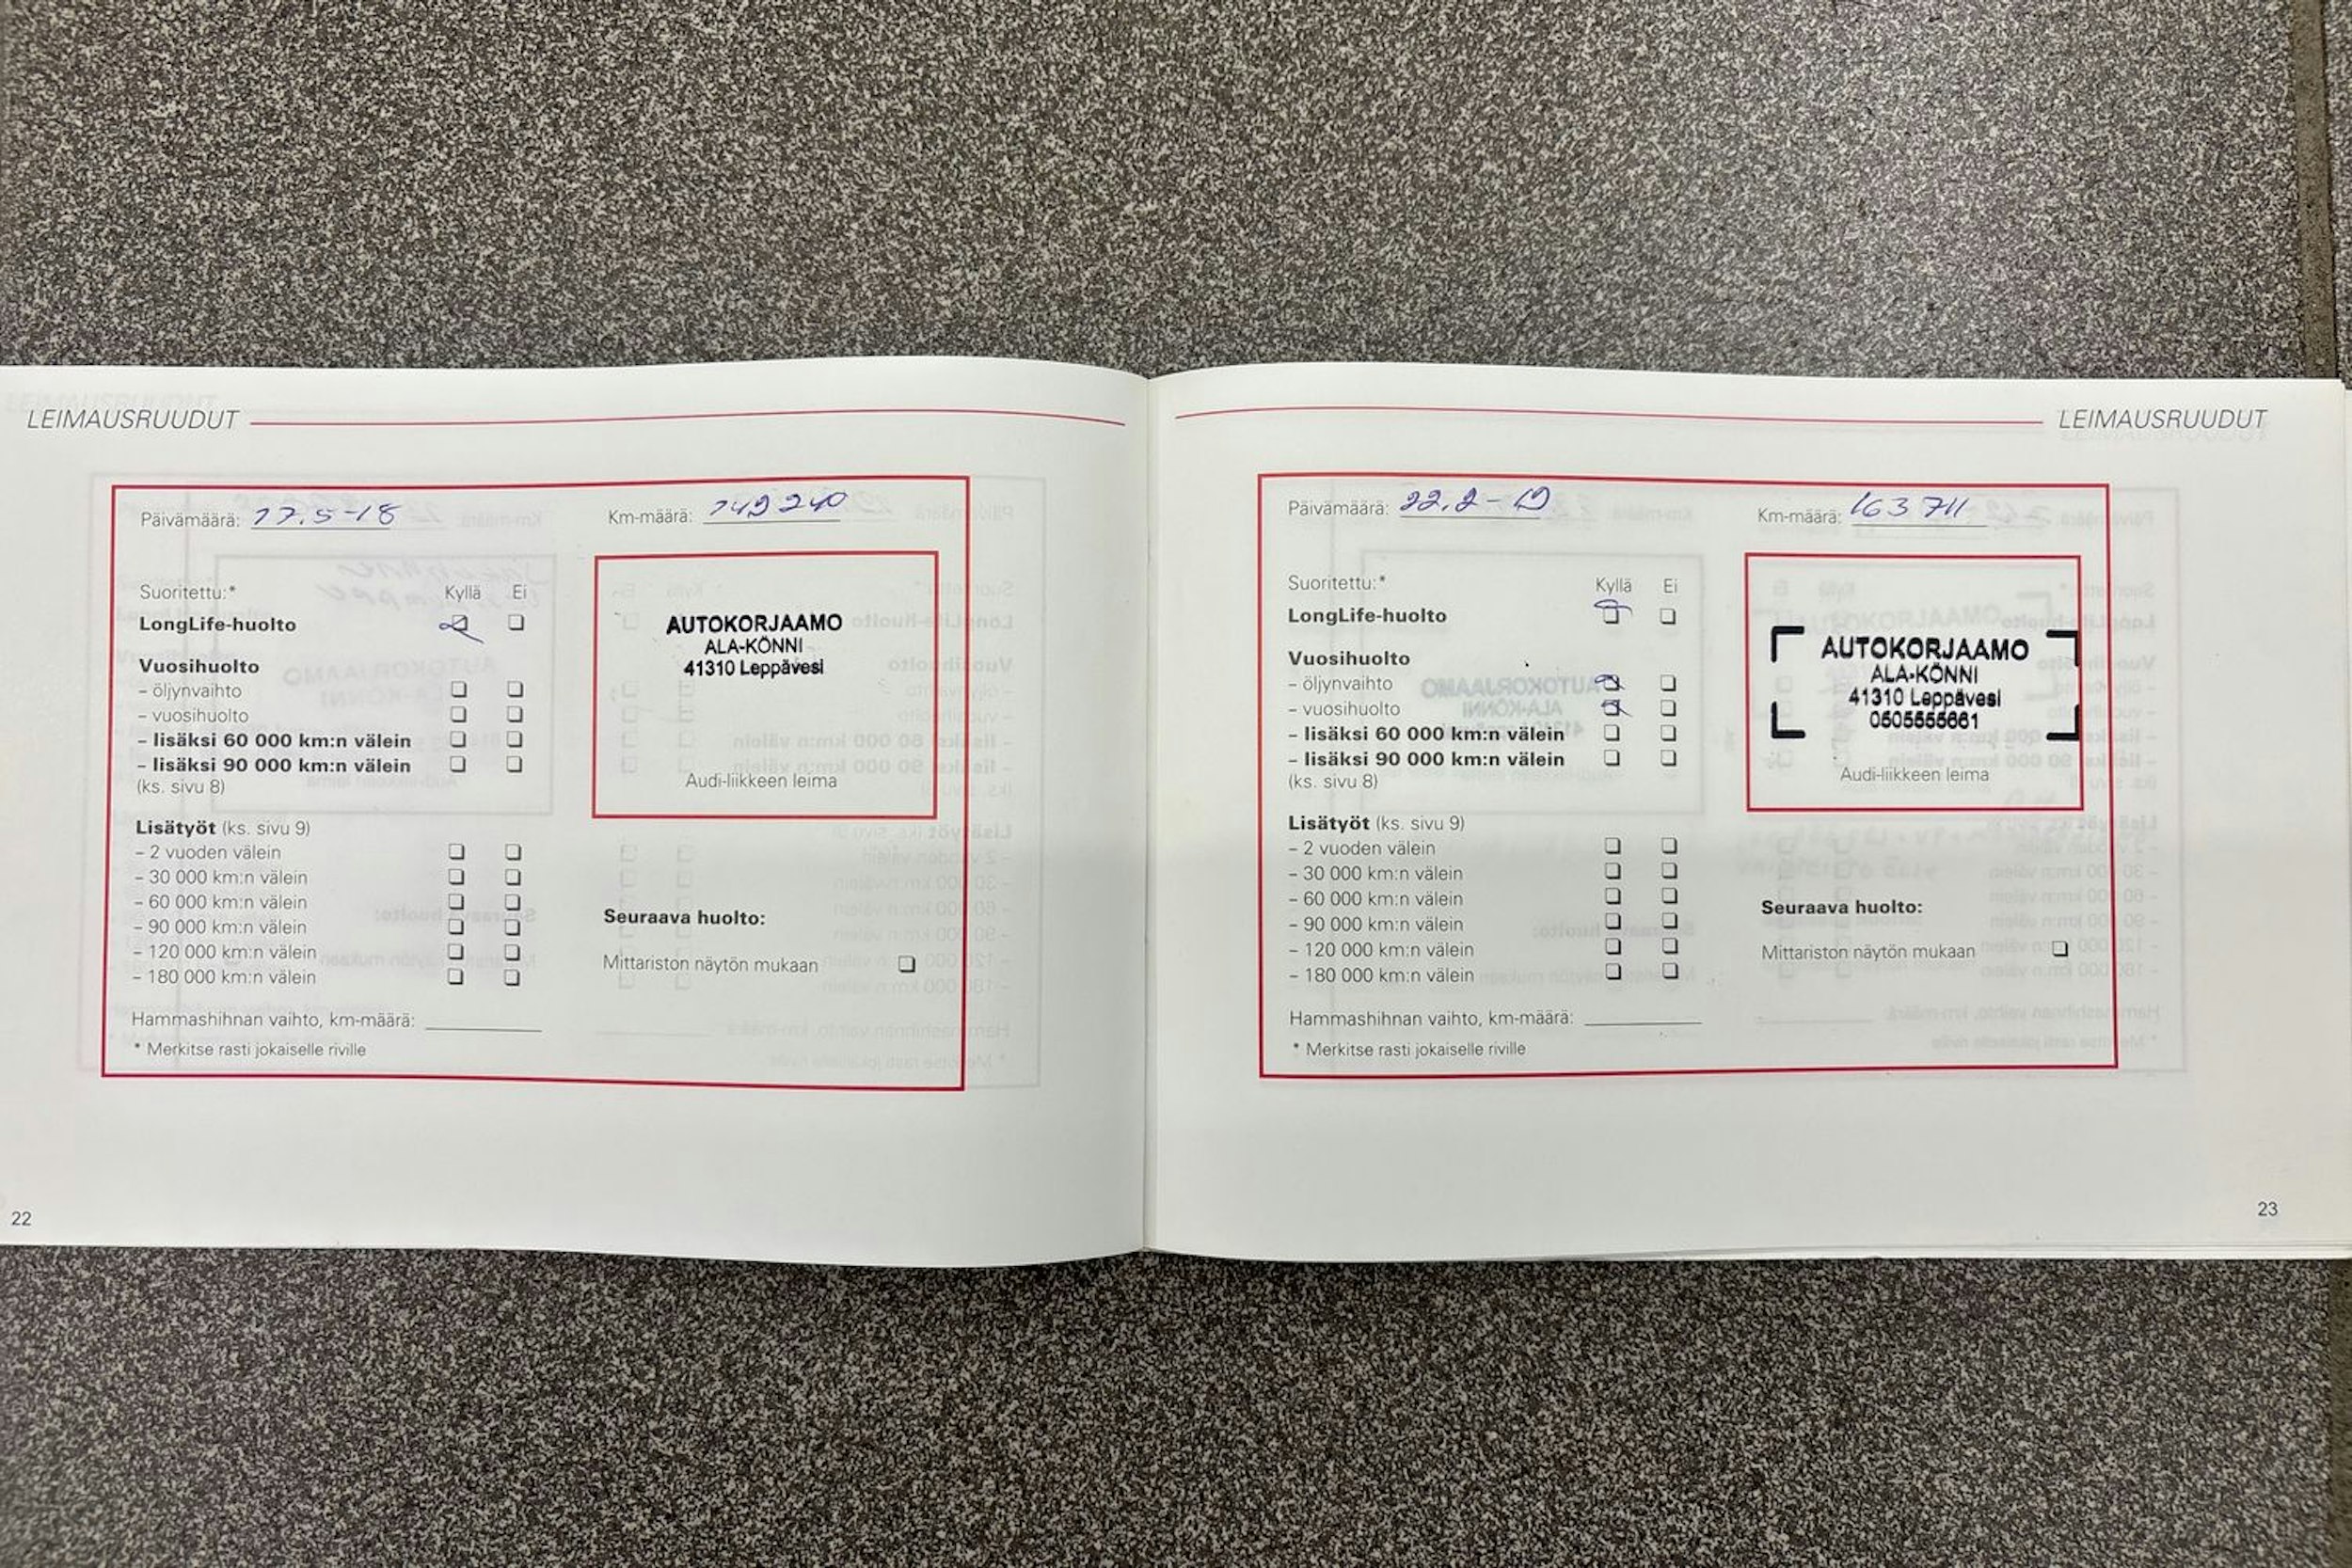 LEIMAUSRUUDUT
Päivämäärä: 17.5-18
Km-määrä: 149240
Suoritettu:* Kyllä Ei
LongLife-huolto
Vuosihuolto
- öljynvaihto
- vuosihuolto
- lisäksi 60 000 km:n välein
- lisäksi 90 000 km:n välein
(ks. sivu 8)
AUTOKORJAAMO
ALA-KÖNNI
41310 Leppävesi
Audi-liikkeen leima
Lisätyöt (ks. sivu 9)
- 2 vuoden välein
- 30 000 km:n välein
- 60 000 km:n välein
- 90 000 km:n välein
- 120 000 km:n välein
- 180 000 km:n välein
Seuraava huolto:
Mittariston näytön mukaan
Hammashihnan vaihto, km-määrä:
* Merkitse rasti jokaiselle riville
22
LEIMAUSRUUDUT
Päivämäärä: 22.2-19
Km-määrä: 163711
Suoritettu:* Kyllä Ei
LongLife-huolto
Vuosihuolto
- öljynvaihto
- vuosihuolto
- lisäksi 60 000 km:n välein
- lisäksi 90 000 km:n välein
(ks. sivu 8)
AUTOKORJAAMO
ALA-KÖNNI
41310 Leppävesi
0505555661
Audi-liikkeen leima
Lisätyöt (ks. sivu 9)
- 2 vuoden välein
- 30 000 km:n välein
- 60 000 km:n välein
- 90 000 km:n välein
- 120 000 km:n välein
- 180 000 km:n välein
Seuraava huolto:
Mittariston näytön mukaan
Hammashihnan vaihto, km-määrä:
* Merkitse rasti jokaiselle riville
23